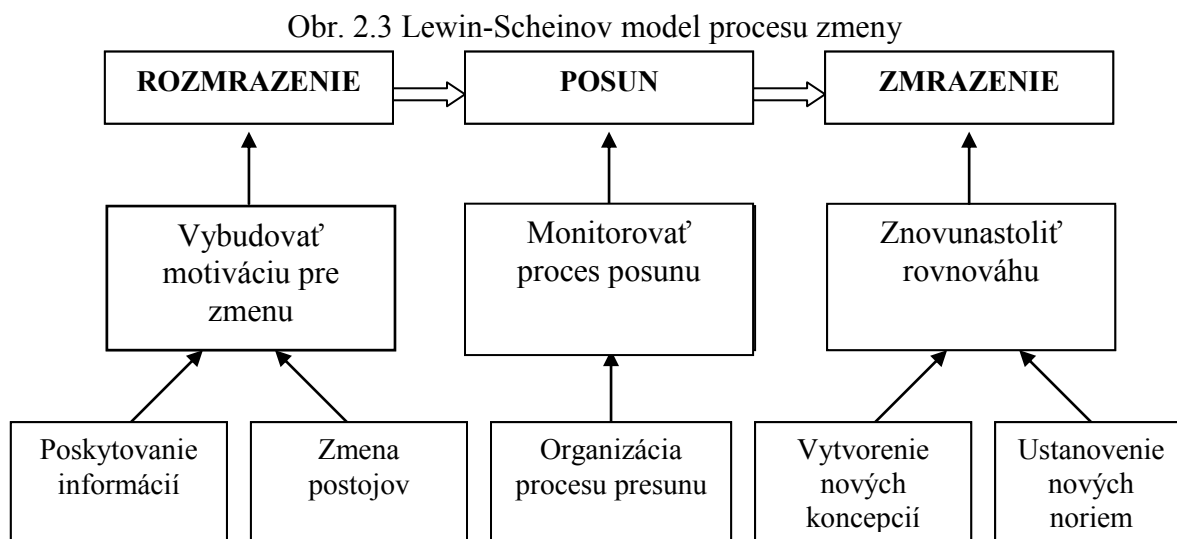 Obr. 2.3 Lewin-Scheinov model procesu zmeny
ROZMRAZENIE
POSUN
ZMRAZENIE
Vybudovať
motiváciu pre
zmenu
Monitorovať
proces posunu
Znovunastoliť
rovnováhu
Poskytovanie
informácií
Zmena
postojov
Organizácia
procesu presunu
Vytvorenie
nových
koncepcií
Ustanovenie
nových
noriem